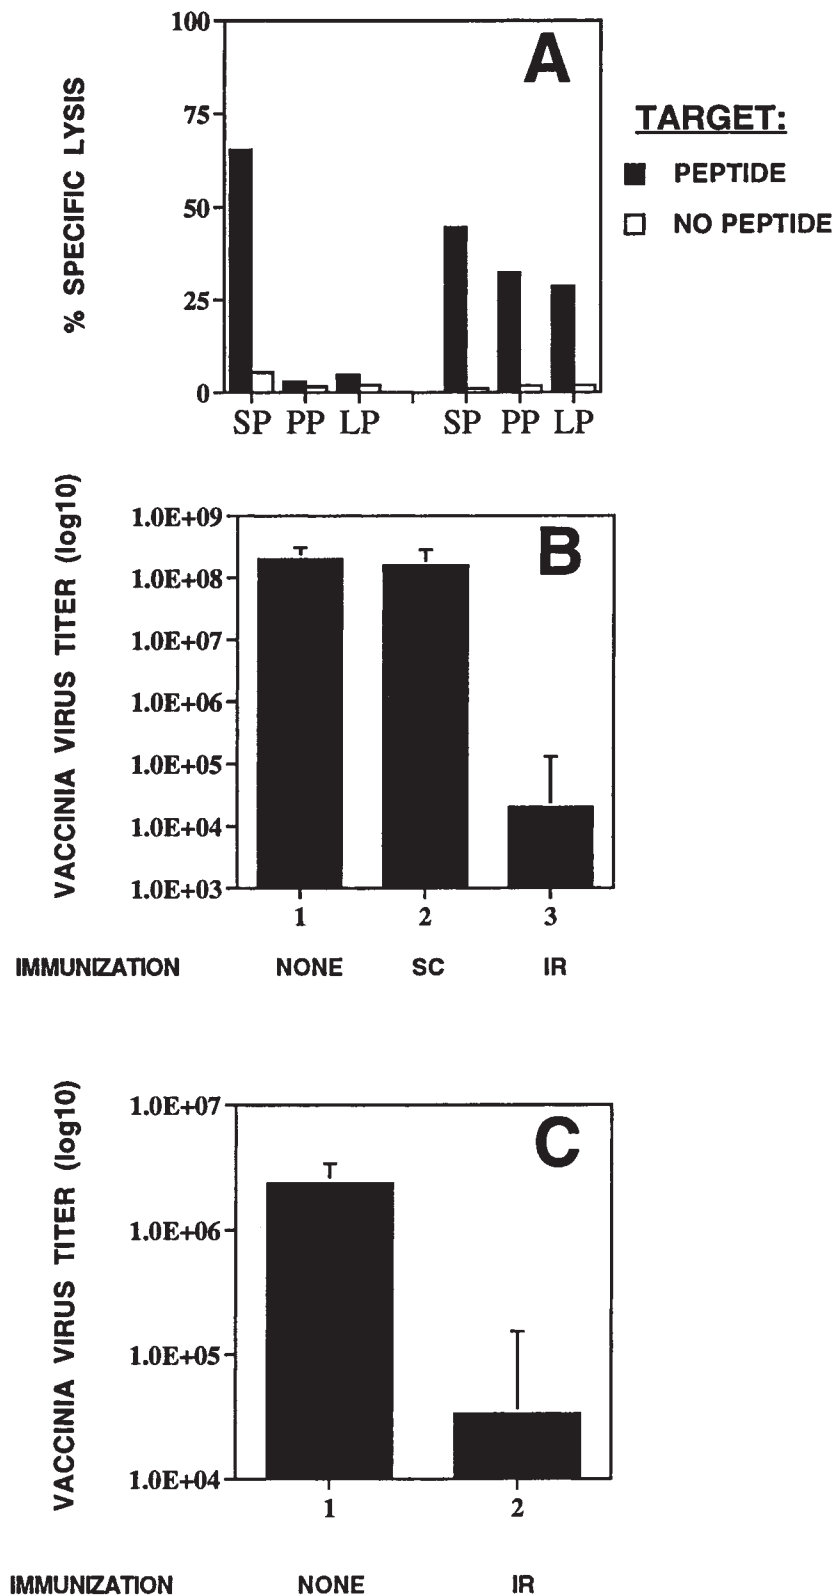 100
A
75
50
25
0
% SPECIFIC LYSIS
SP PP LP SP PP LP
TARGET:
PEPTIDE
NO PEPTIDE
VACCINIA VIRUS TITER (log10)
B
1.0E+09
1.0E+08
1.0E+07
1.0E+06
1.0E+05
1.0E+04
1.0E+03
1 2 3
IMMUNIZATION NONE SC IR
VACCINIA VIRUS TITER (log10)
C
1.0E+07
1.0E+06
1.0E+05
1.0E+04
1 2
IMMUNIZATION NONE IR